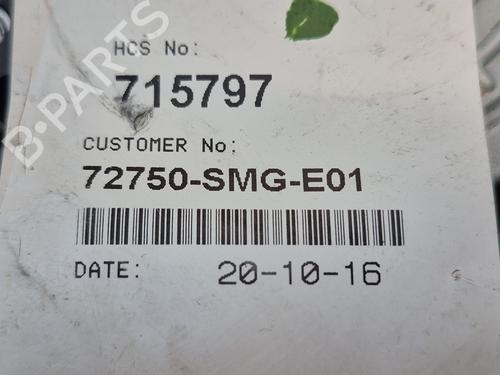 HCS No:
715797
CUSTOMER No:
72750-SMG-E01
DATE: 20-10-16
B-PARTS